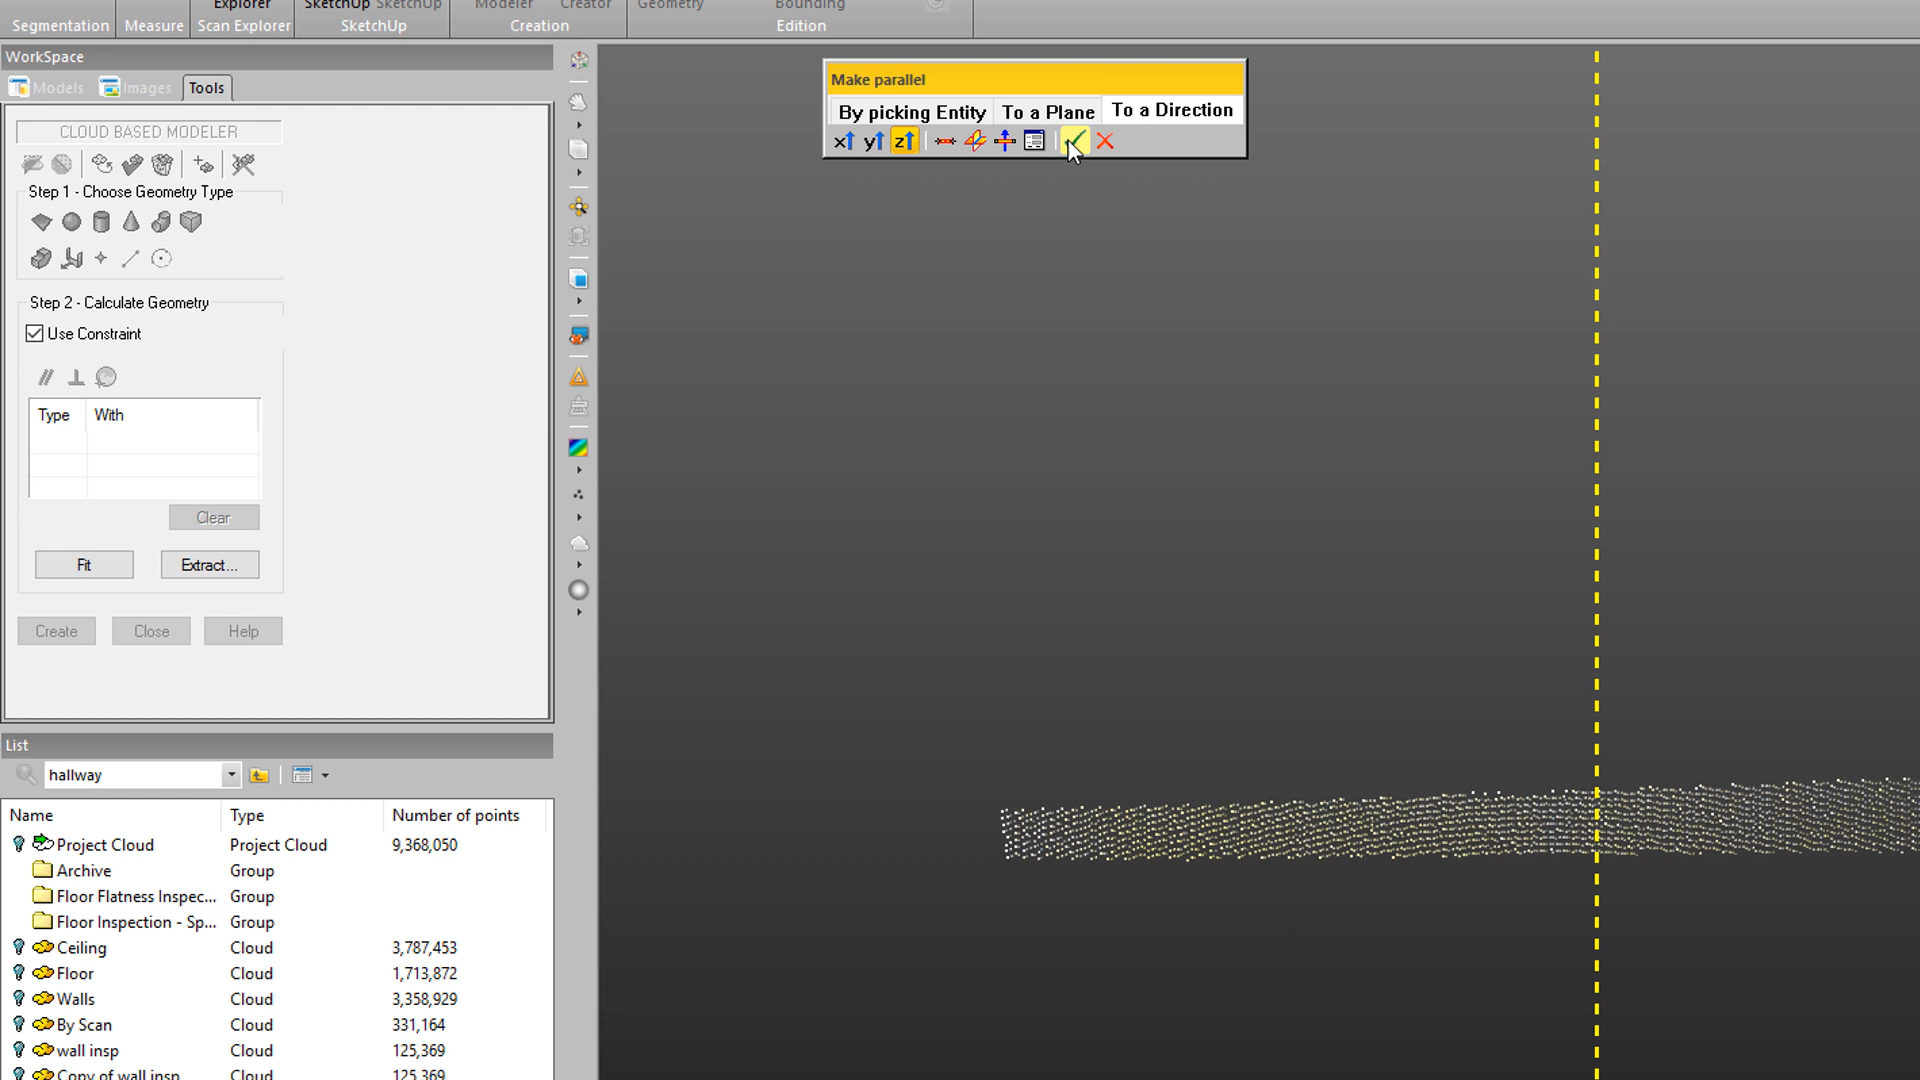 Explorer SketchUp SketchUp Modeler Creator Geometry Bounding
Segmentation Measure Scan Explorer SketchUp Creation Edition
WorkSpace
Models Images Tools
CLOUD BASED MODELER
Step 1 - Choose Geometry Type
Step 2 - Calculate Geometry
Use Constraint
Type With
Clear
Fit Extract...
Create Close Help
Make parallel
By picking Entity To a Plane To a Direction
x y z
List
hallway
Name Type Number of points
Project Cloud Project Cloud 9,368,050
Archive Group
Floor Flatness Inspec... Group
Floor Inspection - Sp... Group
Ceiling Cloud 3,787,453
Floor Cloud 1,713,872
Walls Cloud 3,358,929
By Scan Cloud 331,164
wall insp Cloud 125,369
Copy of wall insp Cloud 125,369